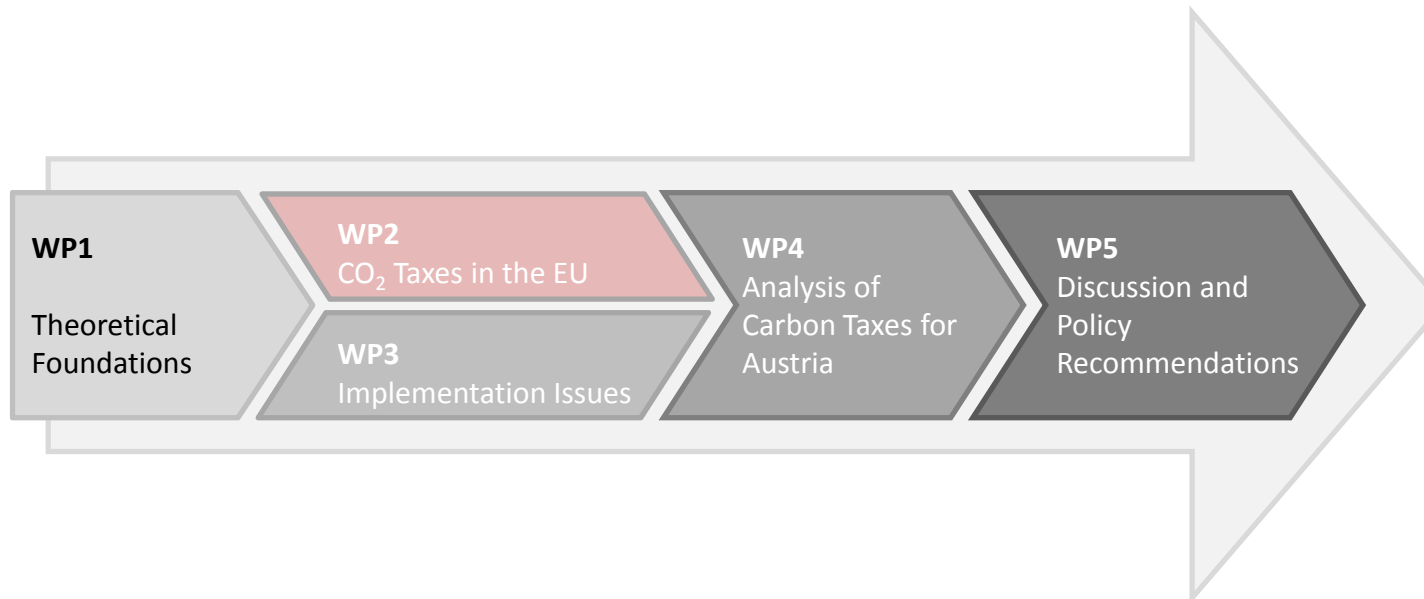 WP1
Theoretical
Foundations
WP2
CO₂ Taxes in the EU
WP3
Implementation Issues
WP4
Analysis of
Carbon Taxes for
Austria
WP5
Discussion and
Policy
Recommendations